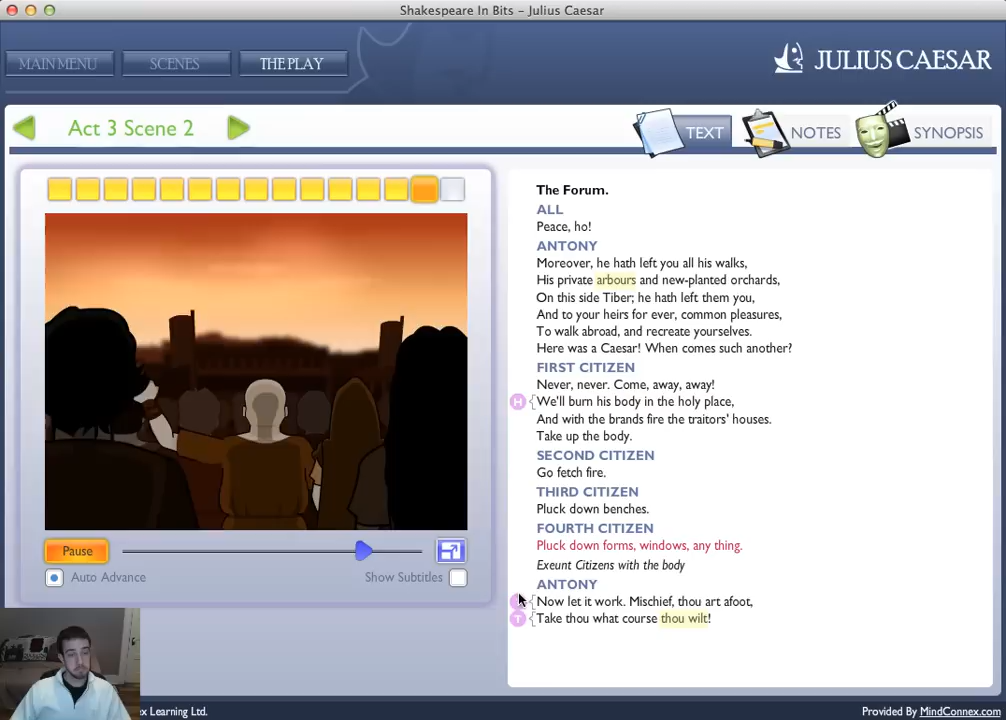 Shakespeare In Bits - Julius Caesar
MAIN MENU
SCENES
THE PLAY
JULIUS CAESAR
Act 3 Scene 2
TEXT
NOTES
SYNOPSIS
The Forum.
ALL
Peace, ho!
ANTONY
Moreover, he hath left you all his walks,
His private arbours and new-planted orchards,
On this side Tiber; he hath left them you,
And to your heirs for ever, common pleasures,
To walk abroad, and recreate yourselves.
Here was a Caesar! When comes such another?
FIRST CITIZEN
Never, never. Come, away, away!
H We'll burn his body in the holy place,
And with the brands fire the traitors' houses.
Take up the body.
SECOND CITIZEN
Go fetch fire.
THIRD CITIZEN
Pluck down benches.
FOURTH CITIZEN
Pluck down forms, windows, any thing.
Exeunt Citizens with the body
ANTONY
Now let it work. Mischief, thou art afoot,
T Take thou what course thou wilt!
Pause
Auto Advance
Show Subtitles
ex Learning Ltd.
Provided By MindConnex.com